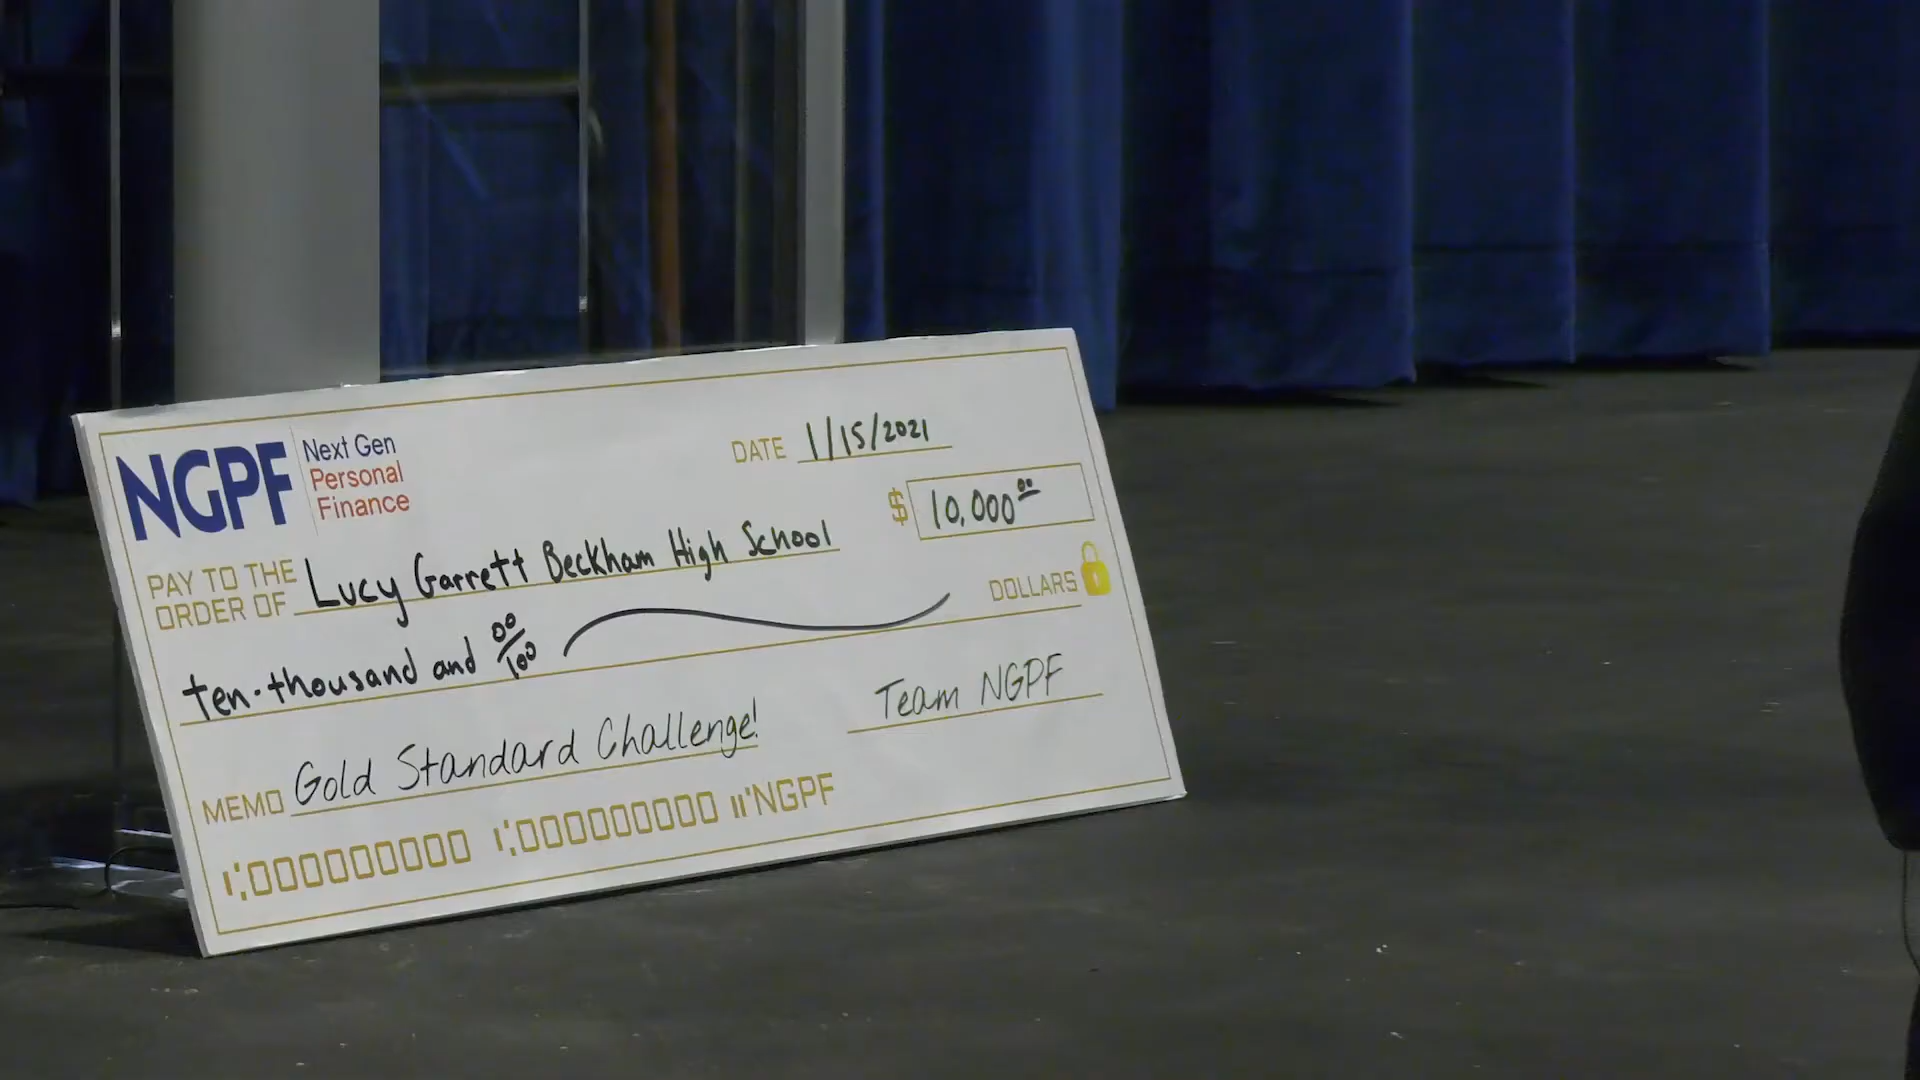 NGPF Next Gen
Personal
Finance
DATE 1/15/2021
$ 10,000 00
PAY TO THE
ORDER OF Lucy Garrett Beckham High School
ten-thousand and 00/100 DOLLARS
MEMO Gold Standard Challenge! Team NGPF
⑆000000000 ⑆000000000 ⑈NGPF